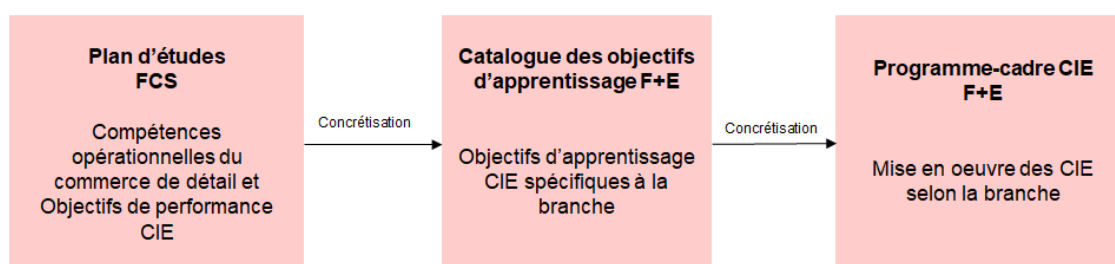 Plan d'études
FCS
Compétences
opérationnelles du
commerce de détail et
Objectifs de performance
CIE
Concrétisation
Catalogue des objectifs
d'apprentissage F+E
Objectifs d'apprentissage
CIE spécifiques à la
branche
Concrétisation
Programme-cadre CIE
F+E
Mise en oeuvre des CIE
selon la branche